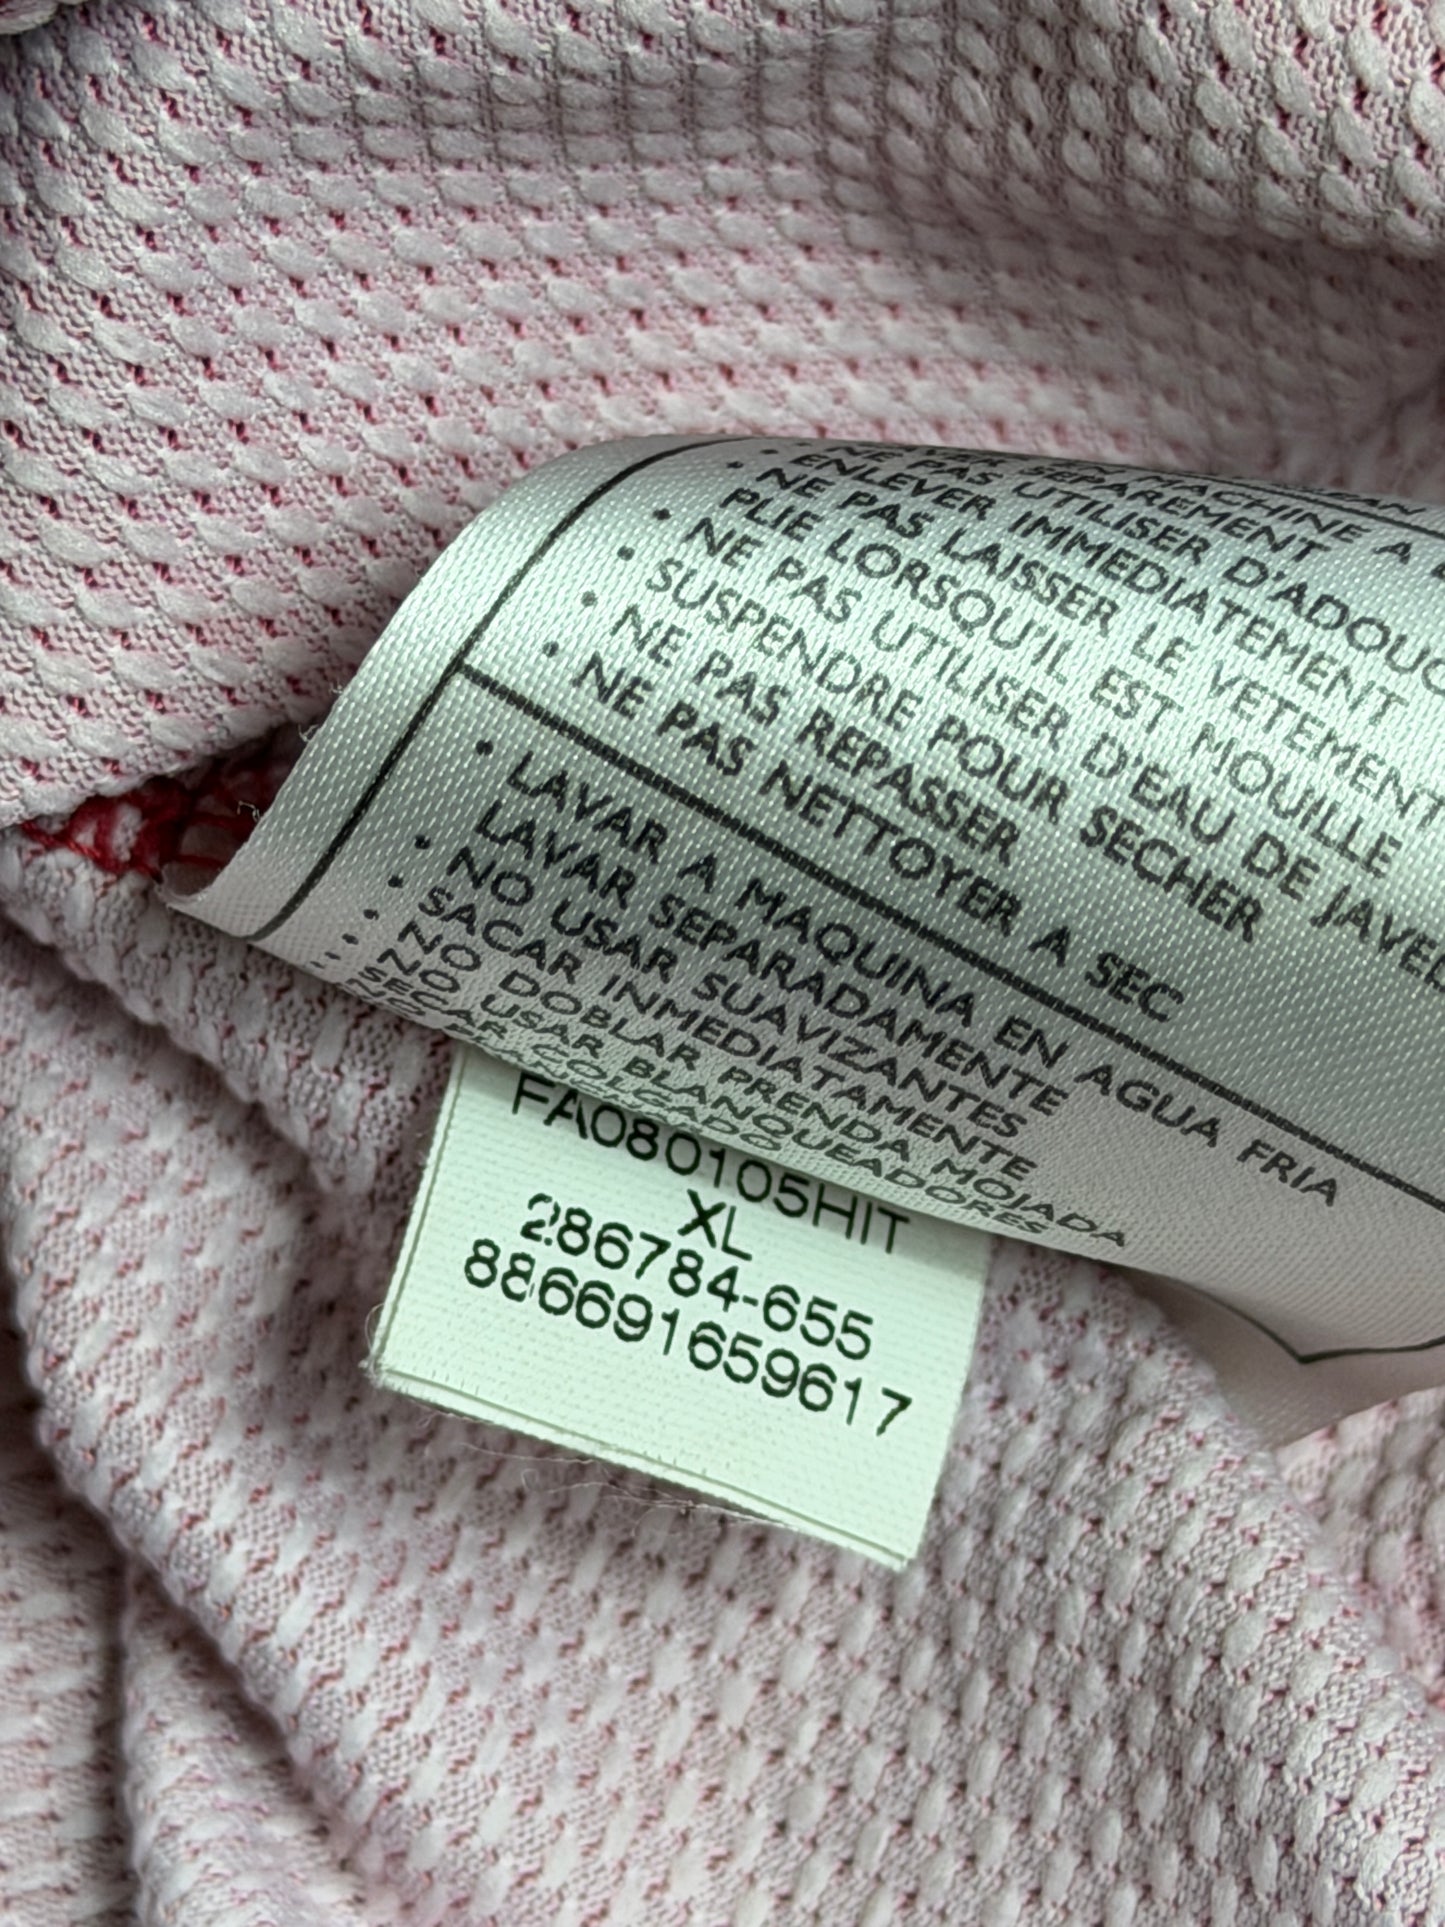 NE PAS UTILISER D'ADOUC
ENLEVER IMMEDIATEMENT
NE PAS LAISSER LE VETEMENT
PLIE LORSQU'IL EST MOUILLE
NE PAS UTILISER D'EAU DE JAVEL
SUSPENDRE POUR SECHER
NE PAS REPASSER
NE PAS NETTOYER A SEC
LAVAR A MAQUINA EN AGUA FRIA
LAVAR SEPARADAMENTE
NO USAR SUAVIZANTES
SACAR INMEDIATAMENTE
NO DOBLAR PRENDA MOJADA
NO USAR BLANQUEADORES
SECAR COLGADO
FA080105HIT
XL
286784-655
886691659617